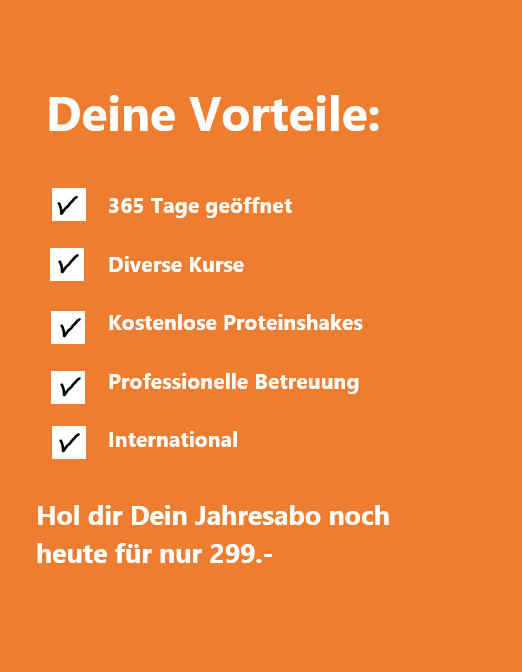 Deine Vorteile:
365 Tage geöffnet
Diverse Kurse
Kostenlose Proteinshakes
Professionelle Betreuung
International
Hol dir Dein Jahresabo noch
heute für nur 299.-